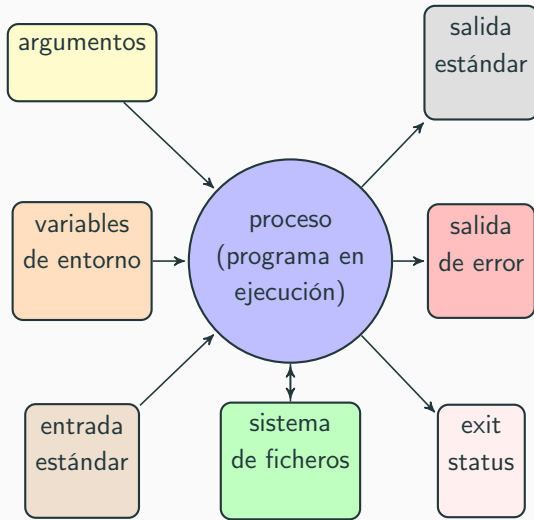 argumentos
salida
estándar
variables
de entorno
proceso
(programa en
ejecución)
salida
de error
entrada
estándar
sistema
de ficheros
exit
status